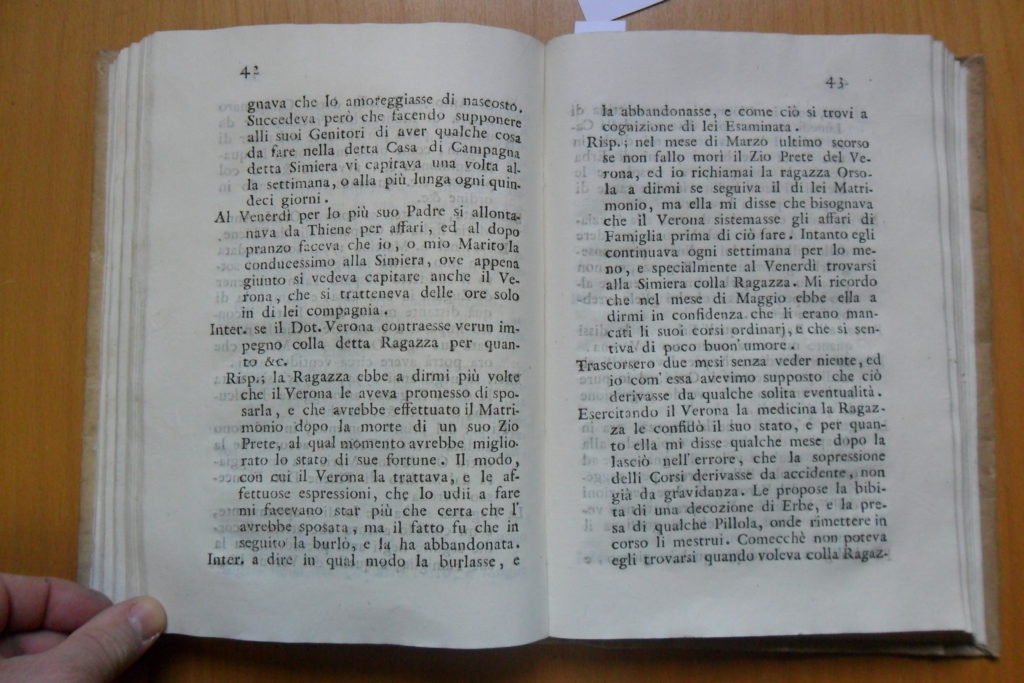 42
gnava che lo amoreggiasse di nascosto.
Succedeva però che facendo supponere
alli suoi Genitori di aver qualche cosa
da fare nella detta Casa di Campagna
detta Simiera vi capitava una volta al-
la settimana, o alla più lunga ogni quin-
deci giorni.
Al Venerdì per lo più suo Padre si allonta-
nava da Thiene per affari, ed al dopo
pranzo faceva che io, o mio Marito la
conducessimo alla Simiera, ove appena
giunto si vedeva capitare anche il Ve-
rona, che si tratteneva delle ore solo
in di lei compagnia.
Inter. se il Dot. Verona contraesse verun im-
pegno colla detta Ragazza per quan-
to &c.
Risp.; la Ragazza ebbe a dirmi più volte
che il Verona le aveva promesso di spo-
sarla, e che avrebbe effettuato il Matri-
monio dopo la morte di un suo Zio
Prete, al qual momento avrebbe miglio-
rato lo stato di sue fortune. Il modo,
con cui il Verona la trattava, e le af-
fettuose espressioni, che lo udii a fare
mi facevano star più che certa che l'
avrebbe sposata, ma il fatto fu che in
seguito la burlò, e la ha abbandonata.
Inter. a dire in qual modo la burlasse, e
43
la abbandonasse, e come ciò si trovi a
cognizione di lei Esaminata.
Risp.; nel mese di Marzo ultimo scorso
se non fallo morì il Zio Prete del Ve-
rona, ed io richiamai la ragazza Orso-
la a dirmi se seguiva il di lei Matri-
monio, ma ella mi disse che bisognava
che il Verona sistemasse gli affari di
Famiglia prima di ciò fare. Intanto egli
continuava ogni settimana per lo me-
no, e specialmente al Venerdì trovarsi
alla Simiera colla Ragazza. Mi ricordo
che nel mese di Maggio ebbe ella a
dirmi in confidenza che li erano man-
cati li suoi corsi ordinarj, e che si sen-
tiva di poco buon' umore.
Trascorsero due mesi senza veder niente, ed
io com' essa avevimo supposto che ciò
derivasse da qualche solita eventualità.
Esercitando il Verona la medicina la Ragaz-
za le confidò il suo stato, e per quan-
to ella mi disse qualche mese dopo la
lasciò nell' errore, che la sopressione
delli Corsi derivasse da accidente, non
già da gravidanza. Le propose la bibi-
ta di una decozione di Erbe, e la pre-
sa di qualche Pillola, onde rimettere in
corso li mestrui. Comecchè non poteva
egli trovarsi quando voleva colla Ragaz-